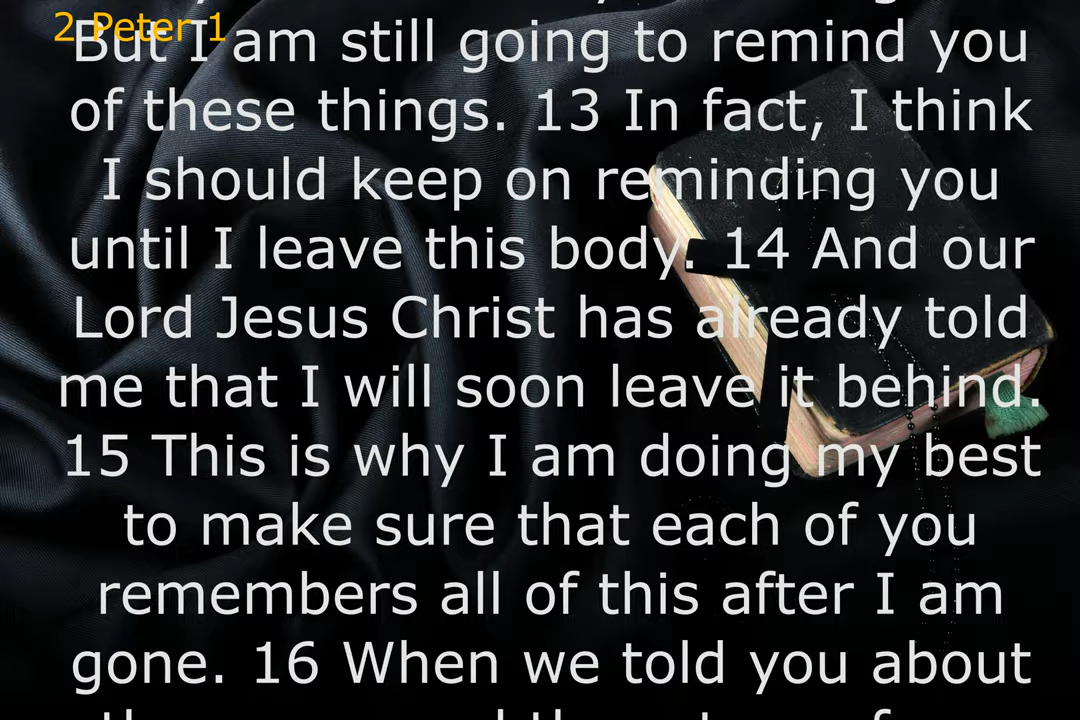 2 Peter 1
But I am still going to remind you
of these things. 13 In fact, I think
I should keep on reminding you
until I leave this body. 14 And our
Lord Jesus Christ has already told
me that I will soon leave it behind.
15 This is why I am doing my best
to make sure that each of you
remembers all of this after I am
gone. 16 When we told you about